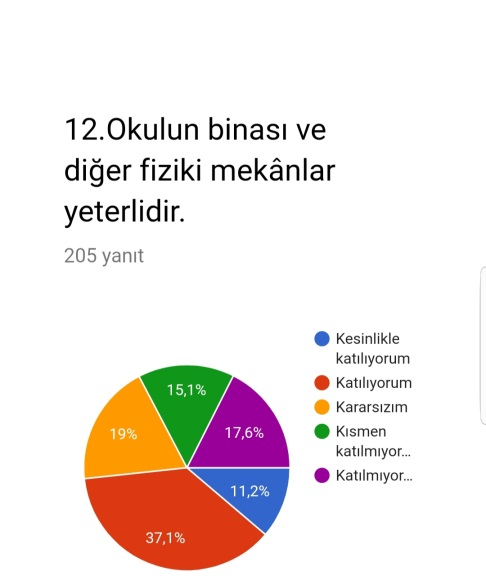 12.Okulun binası ve
diğer fiziki mekânlar
yeterlidir.
205 yanıt
Kesinlikle
katılıyorum
Katılıyorum
Kararsızım
Kısmen
katılmıyor...
Katılmıyor...
15,1%
19%
17,6%
11,2%
37,1%